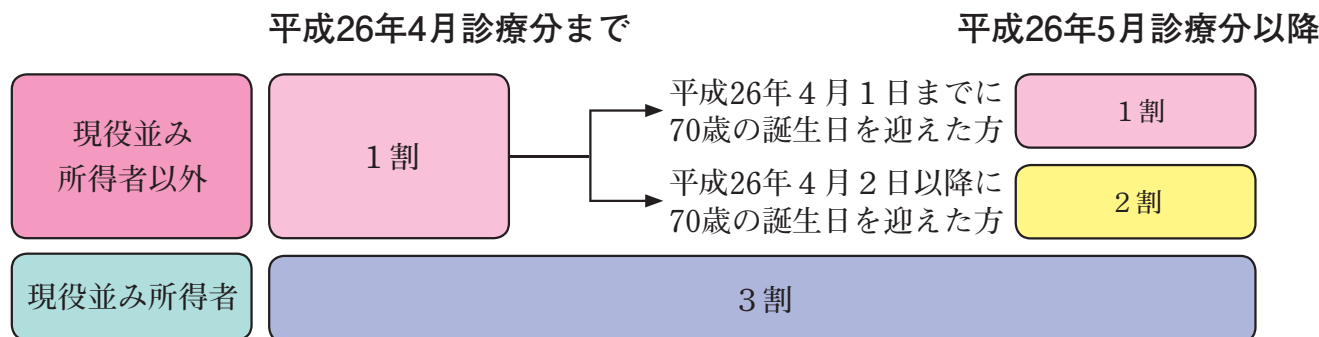 平成26年4月診療分まで
平成26年5月診療分以降
現役並み
所得者以外
１割
平成26年４月１日までに
70歳の誕生日を迎えた方
１割
平成26年４月２日以降に
70歳の誕生日を迎えた方
２割
現役並み所得者
３割